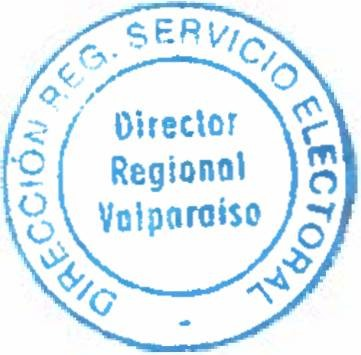 DIRECCIÓN REG. SERVICIO ELECTORAL
Director
Regional
Valparaiso
-